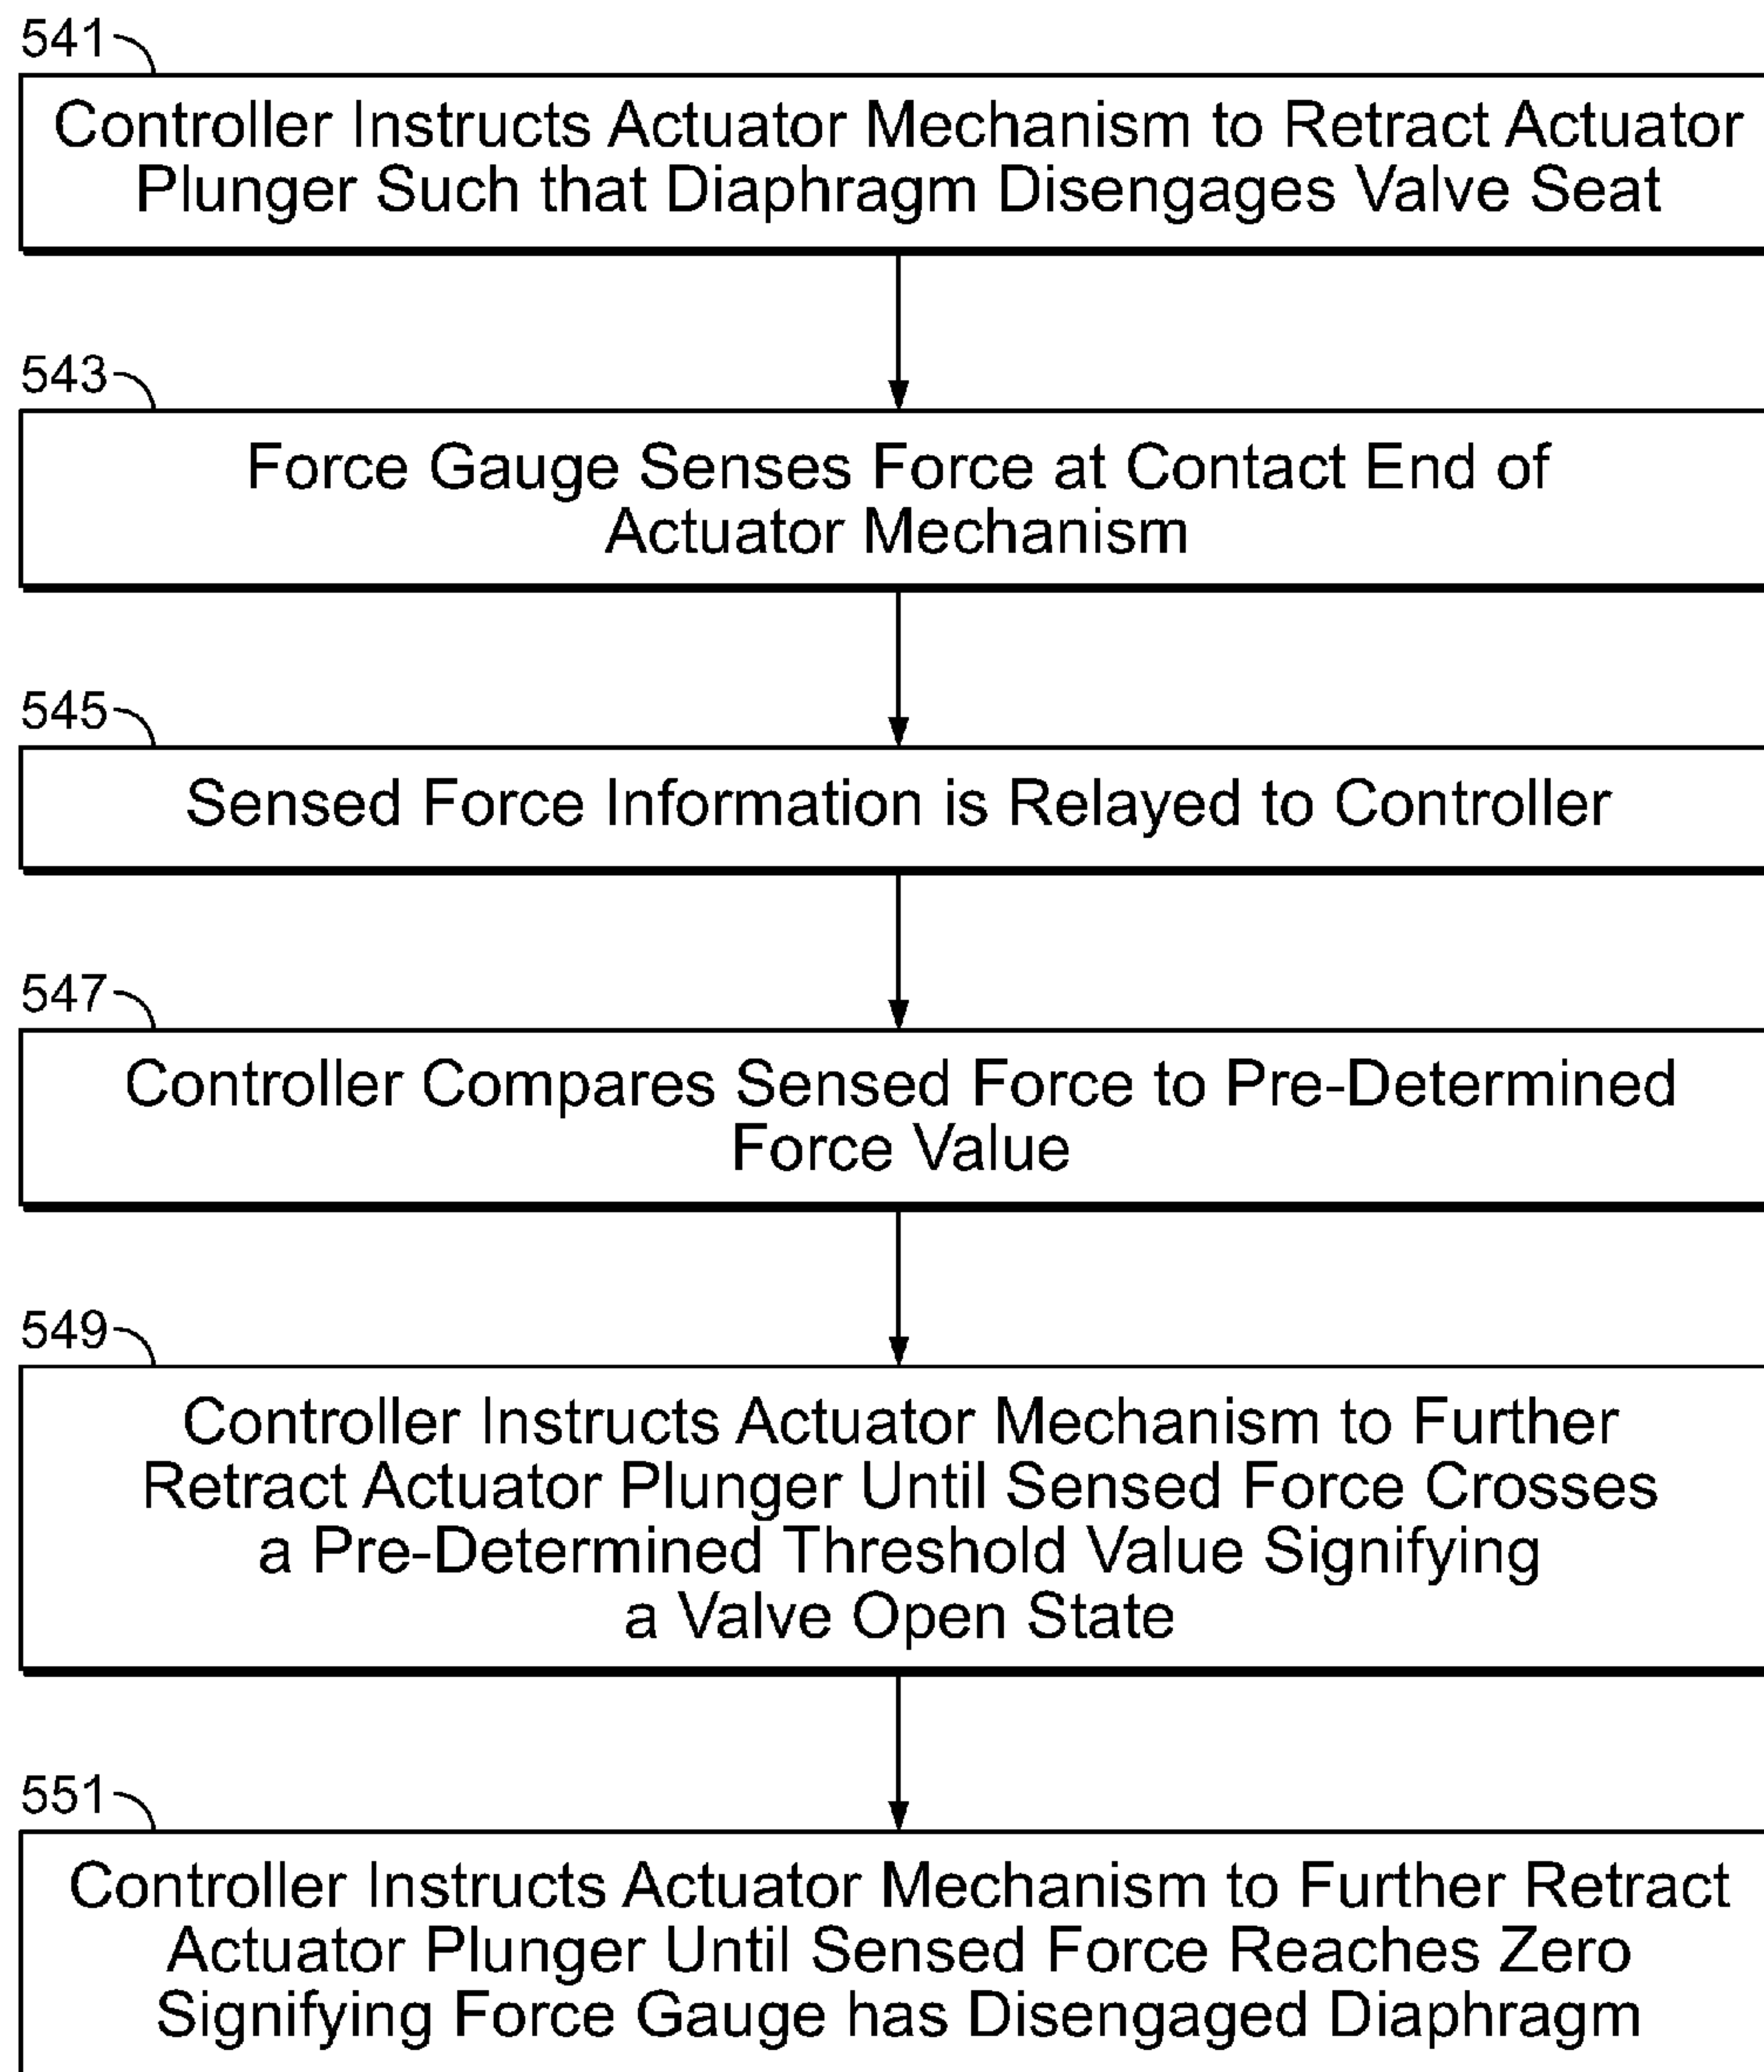 541
Controller Instructs Actuator Mechanism to Retract Actuator
Plunger Such that Diaphragm Disengages Valve Seat
543
Force Gauge Senses Force at Contact End of
Actuator Mechanism
545
Sensed Force Information is Relayed to Controller
547
Controller Compares Sensed Force to Pre-Determined
Force Value
549
Controller Instructs Actuator Mechanism to Further
Retract Actuator Plunger Until Sensed Force Crosses
a Pre-Determined Threshold Value Signifying
a Valve Open State
551
Controller Instructs Actuator Mechanism to Further Retract
Actuator Plunger Until Sensed Force Reaches Zero
Signifying Force Gauge has Disengaged Diaphragm